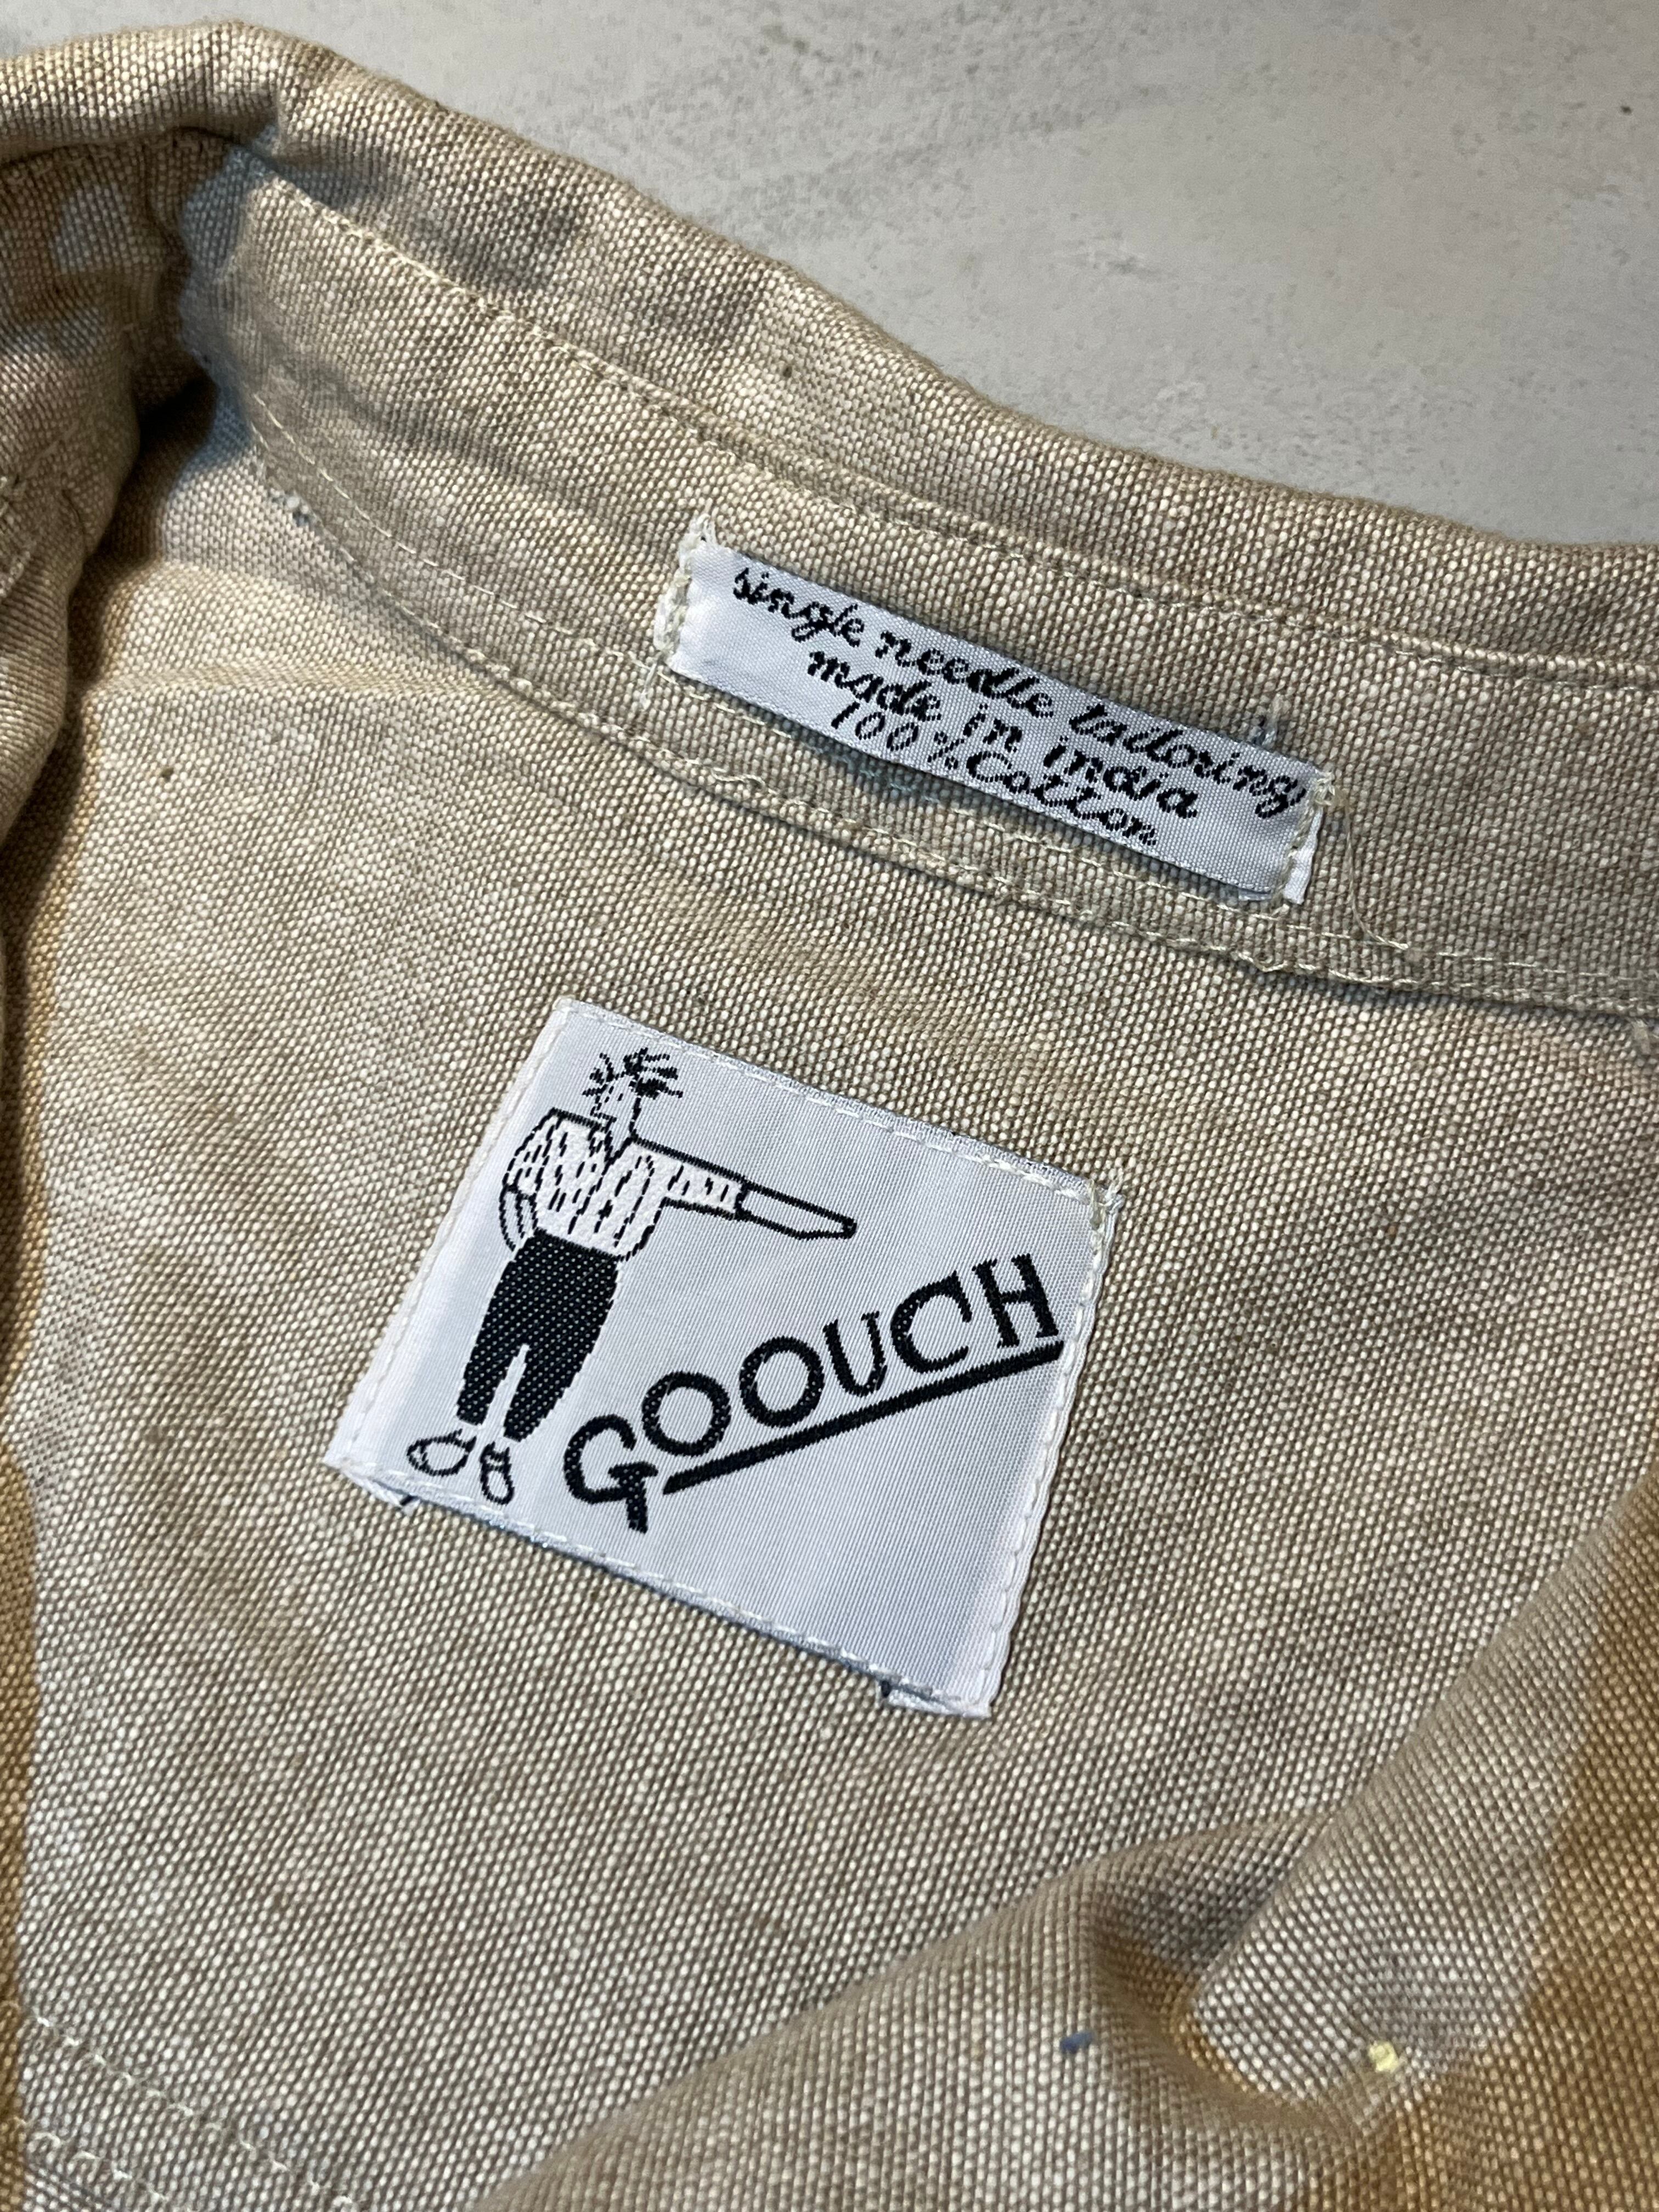 single needle tailoring
made in india
100% Cotton
GOOUCH